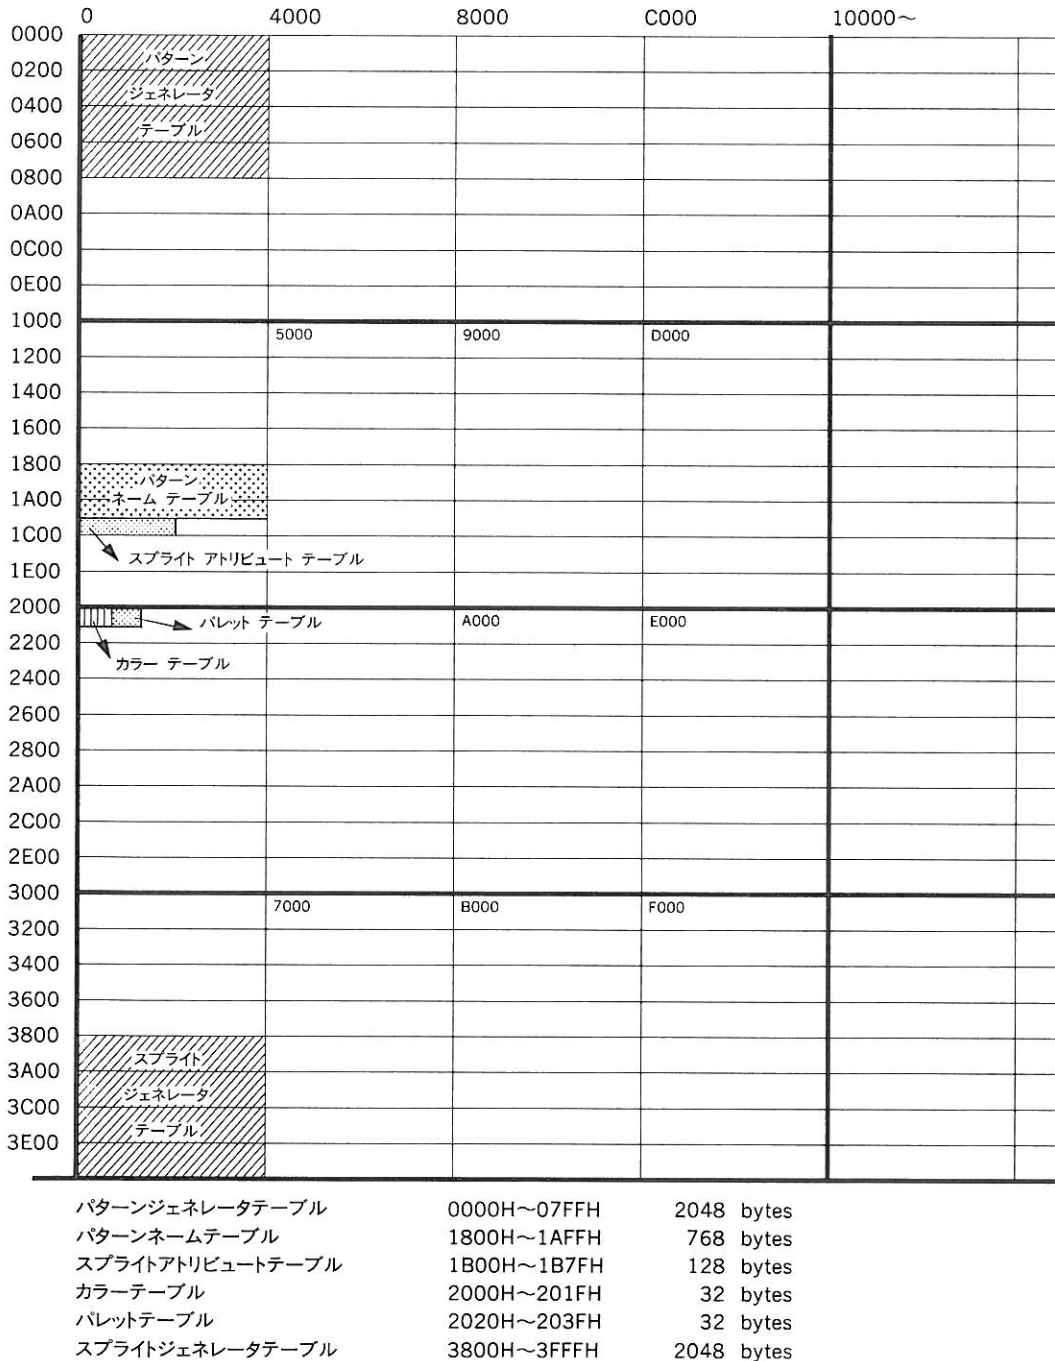 0 4000 8000 C000 10000～
0000
パターン
0200
ジェネレータ
0400
テーブル
0600
0800
0A00
0C00
0E00
1000
5000 9000 D000
1200
1400
1600
1800
パターン
1A00 ネーム テーブル
1C00
スプライト アトリビュート テーブル
1E00
2000
パレット テーブル A000 E000
2200
カラー テーブル
2400
2600
2800
2A00
2C00
2E00
3000
7000 B000 F000
3200
3400
3600
3800
スプライト
3A00
ジェネレータ
3C00
テーブル
3E00
パターンジェネレータテーブル 0000H～07FFH 2048 bytes
パターンネームテーブル 1800H～1AFFH 768 bytes
スプライトアトリビュートテーブル 1B00H～1B7FH 128 bytes
カラーテーブル 2000H～201FH 32 bytes
パレットテーブル 2020H～203FH 32 bytes
スプライトジェネレータテーブル 3800H～3FFFH 2048 bytes